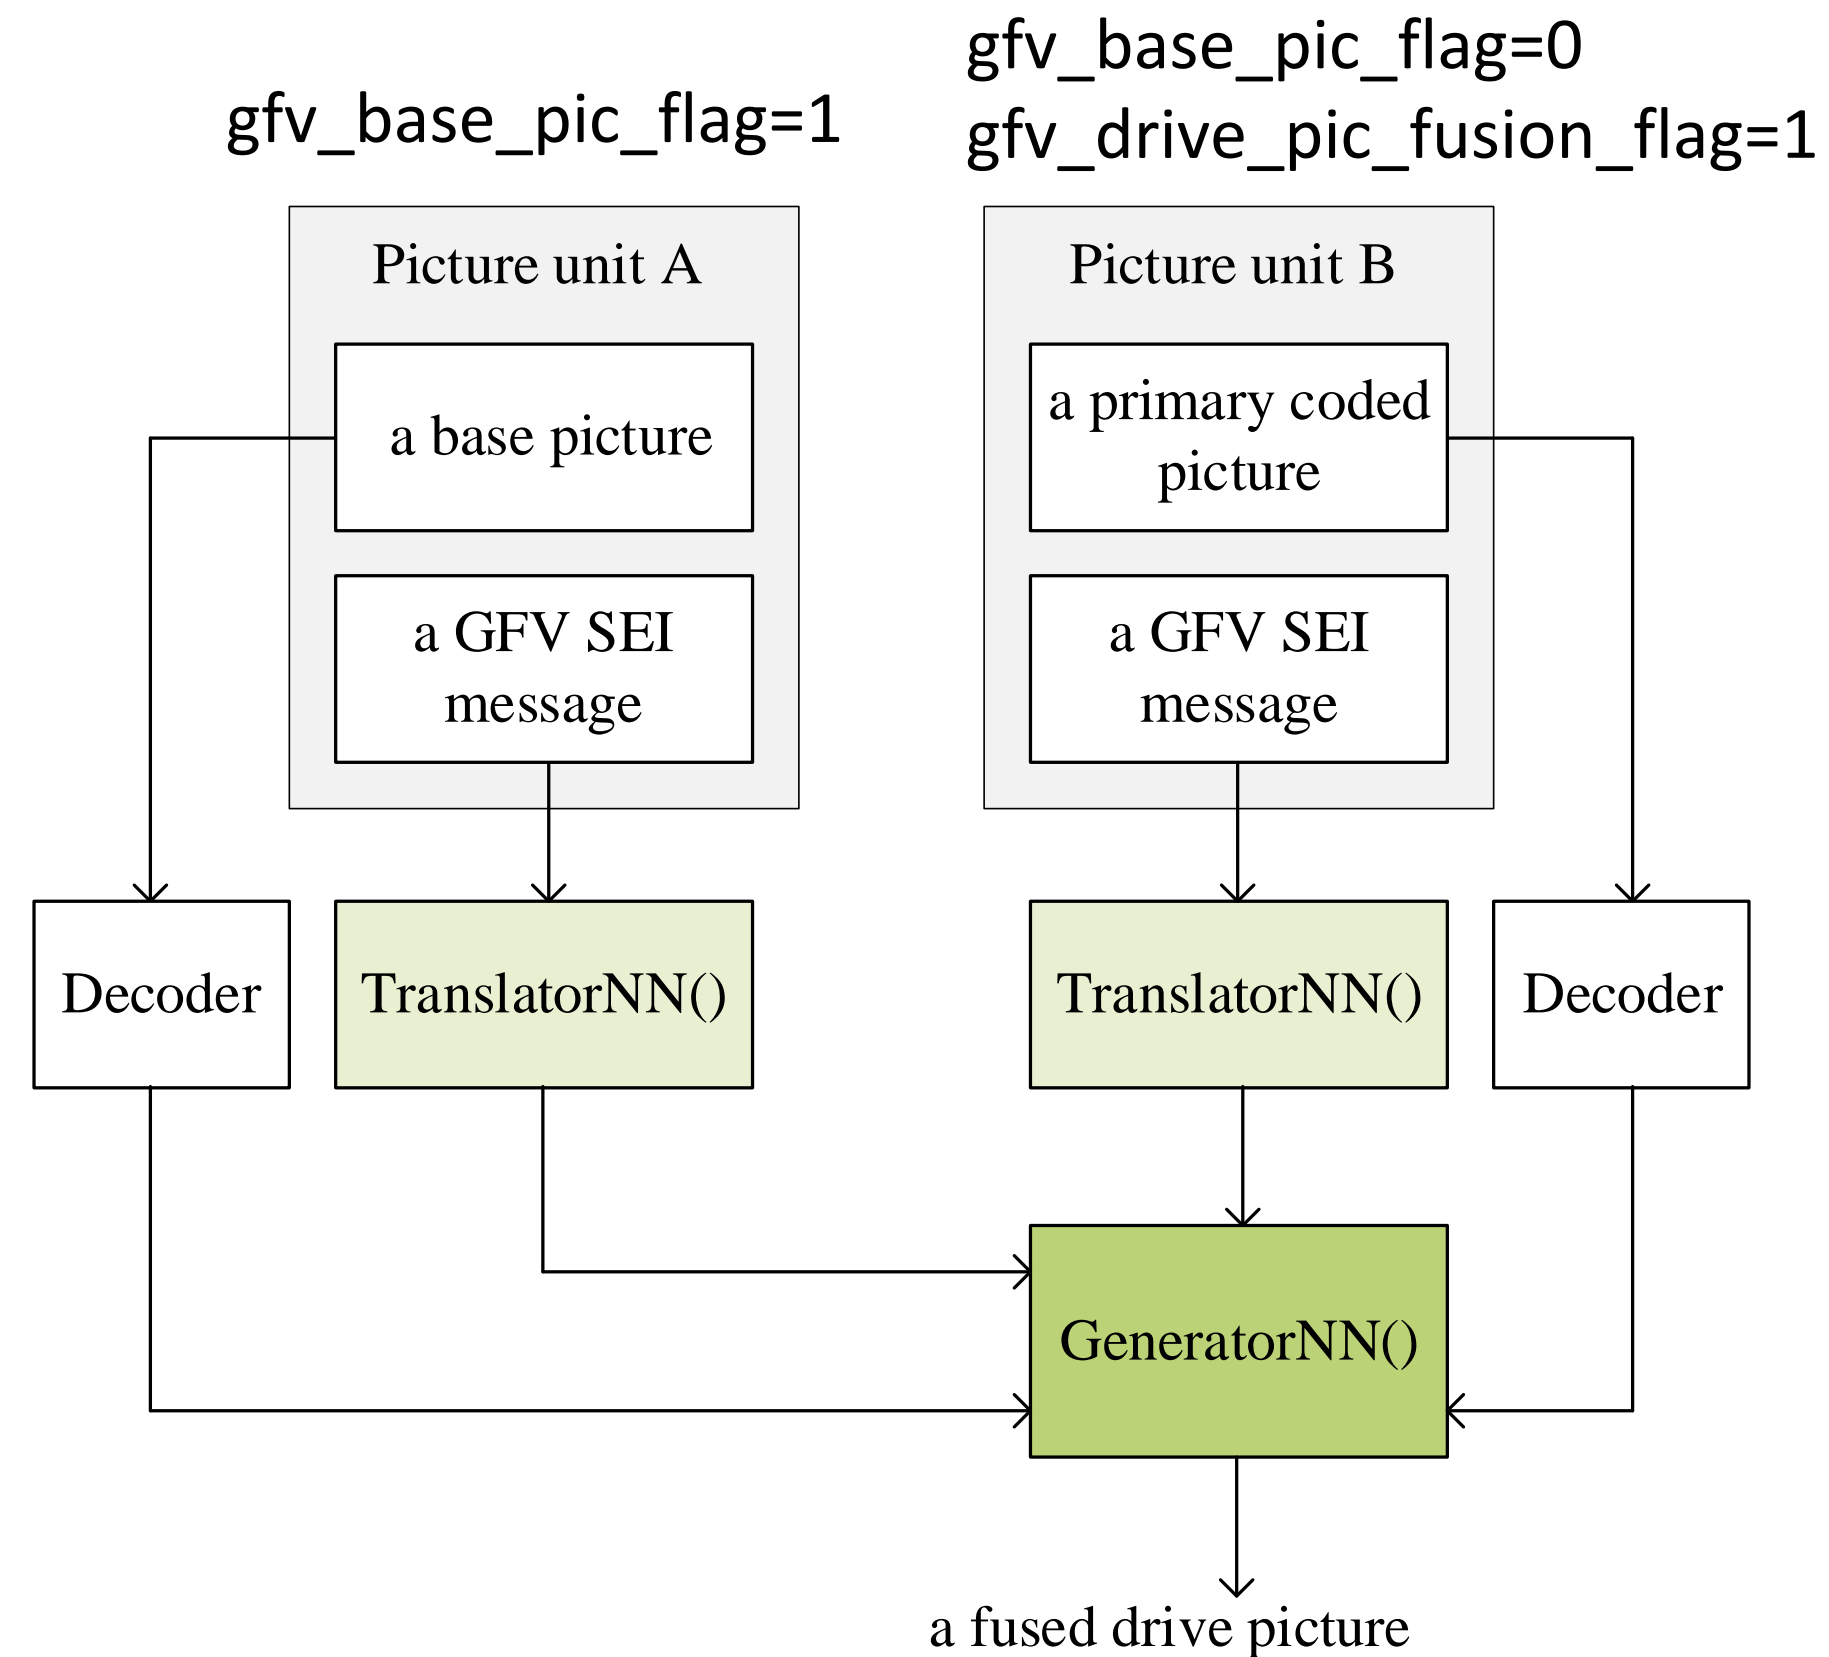 gfv_base_pic_flag=1
gfv_base_pic_flag=0
gfv_drive_pic_fusion_flag=1
Picture unit A
a base picture
a GFV SEI
message
Picture unit B
a primary coded
picture
a GFV SEI
message
Decoder
TranslatorNN()
TranslatorNN()
Decoder
GeneratorNN()
a fused drive picture